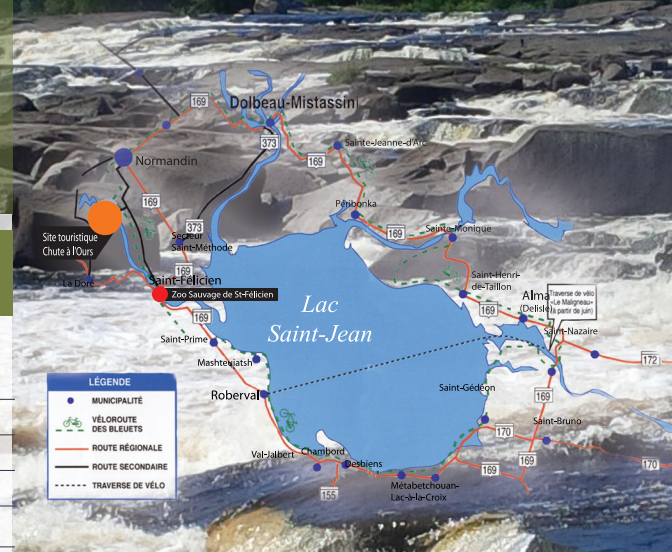 169
Dolbeau-Mistassini
373
169
Sainte-Jeanne-d'Arc
Normandin
169
373
Péribonka
169
Sainte-Monique
Site touristique
Chute à l'Ours
Secteur
Saint-Méthode
169
La Doré
Saint-Félicien
Zoo Sauvage de St-Félicien
Saint-Henri-
de-Taillon
Alma
(Delisle)
Traverse de vélo
«Le Maligneau»
(à partir de juin)
169
Lac
Saint-Jean
169
Saint-Nazaire
Saint-Prime
Mashteuiatsh
172
Roberval
Saint-Gédéon
169
Saint-Bruno
170
170
169
169
Val-Jalbert
Chambord
Desbiens
155
Métabetchouan-
Lac-à-la-Croix
LÉGENDE
MUNICIPALITÉ
VÉLOROUTE
DES BLEUETS
ROUTE RÉGIONALE
ROUTE SECONDAIRE
TRAVERSE DE VÉLO